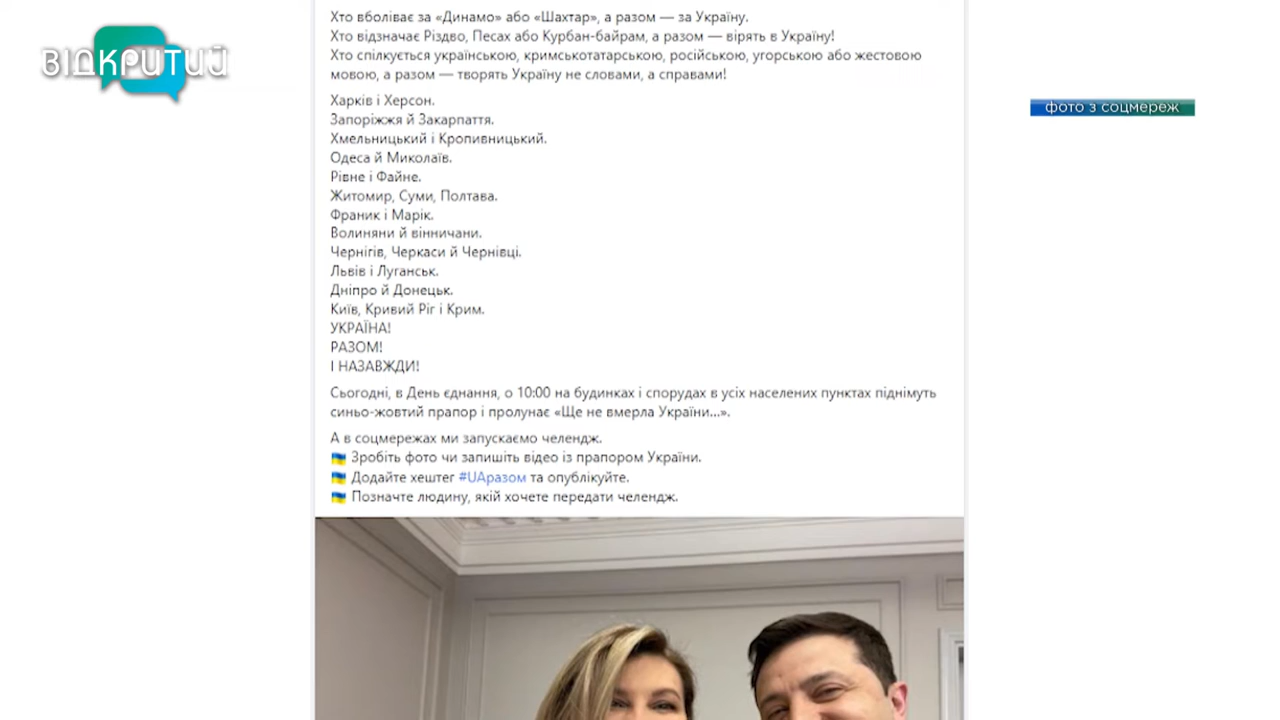 Хто вболіває за «Динамо» або «Шахтар», а разом — за Україну.
Хто відзначає Різдво, Песах або Курбан-байрам, а разом — вірять в Україну!
Хто спілкується українською, кримськотатарською, російською, угорською або жестовою
мовою, а разом — творять Україну не словами, а справами!
ВІДКРИТИЙ
фото з соцмереж
Харків і Херсон.
Запоріжжя й Закарпаття.
Хмельницький і Кропивницький.
Одеса й Миколаїв.
Рівне і Файне.
Житомир, Суми, Полтава.
Франик і Марік.
Волиняни й вінничани.
Чернігів, Черкаси й Чернівці.
Львів і Луганськ.
Дніпро й Донецьк.
Київ, Кривий Ріг і Крим.
УКРАЇНА!
РАЗОМ!
І НАЗАВЖДИ!
Сьогодні, в День єднання, о 10:00 на будинках і спорудах в усіх населених пунктах піднімуть
синьо-жовтий прапор і пролунає «Ще не вмерла України...».
А в соцмережах ми запускаємо челендж.
Зробіть фото чи запишіть відео із прапором України.
Додайте хештег #UAразом та опублікуйте.
Позначте людину, якій хочете передати челендж.